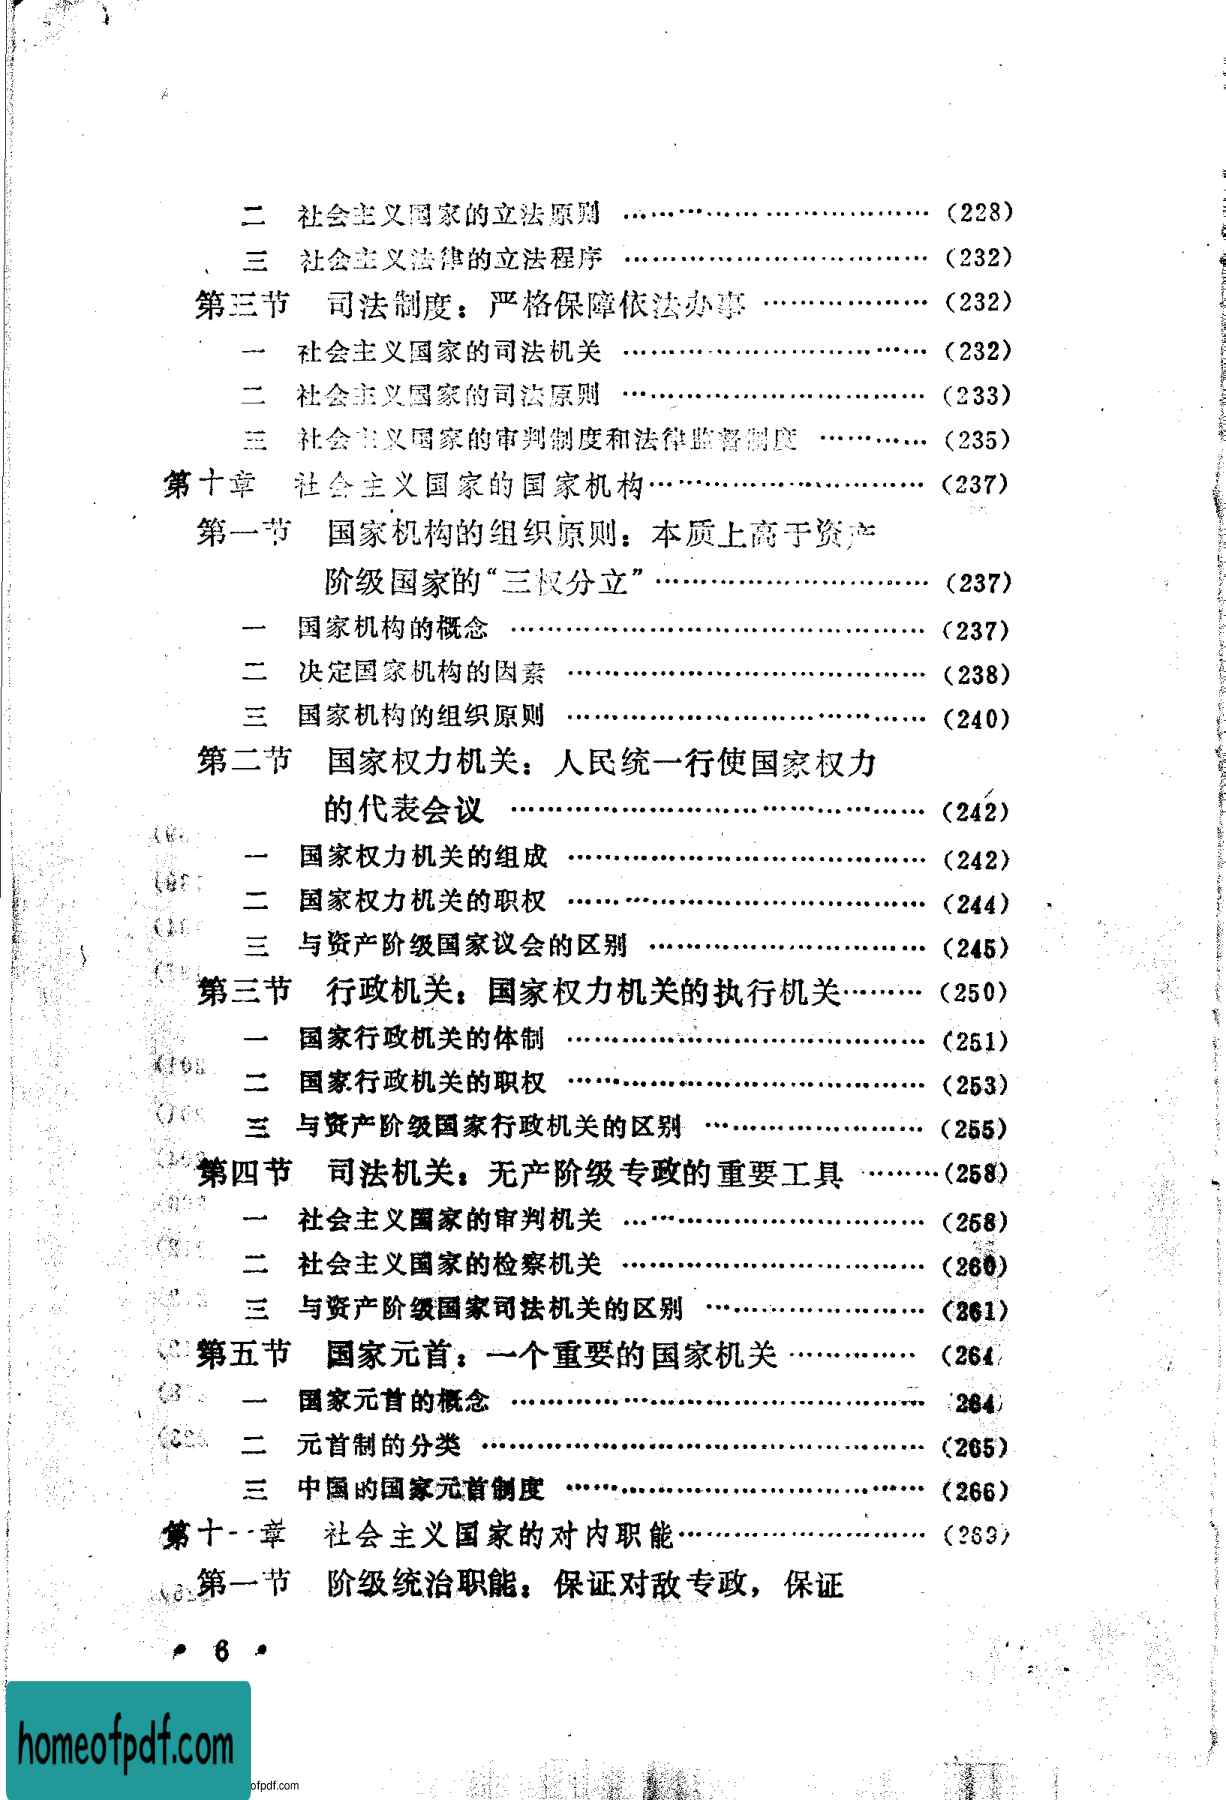 二 社会主义国家的立法原则 ……………………………（228）
三 社会主义法律的立法程序 ……………………………（232）
第三节 司法制度：严格保障依法办事 ………………（232）
一 社会主义国家的司法机关 ……………………………（232）
二 社会主义国家的司法原则 ……………………………（233）
三 社会主义国家的审判制度和法律监督制度 …………（235）
第十章 社会主义国家的国家机构…………………………（237）
第一节 国家机构的组织原则：本质上高于资产
阶级国家的“三权分立”…………………………（237）
一 国家机构的概念 ………………………………………（237）
二 决定国家机构的因素 …………………………………（238）
三 国家机构的组织原则 …………………………………（240）
第二节 国家权力机关：人民统一行使国家权力
的代表会议 ………………………………………（242）
一 国家权力机关的组成 …………………………………（242）
二 国家权力机关的职权 …………………………………（244）
三 与资产阶级国家议会的区别 …………………………（245）
第三节 行政机关：国家权力机关的执行机关………（250）
一 国家行政机关的体制 …………………………………（251）
二 国家行政机关的职权 …………………………………（253）
三 与资产阶级国家行政机关的区别 ……………………（255）
第四节 司法机关：无产阶级专政的重要工具 ………（258）
一 社会主义国家的审判机关 ……………………………（258）
二 社会主义国家的检察机关 ……………………………（260）
三 与资产阶级国家司法机关的区别 ……………………（261）
第五节 国家元首：一个重要的国家机关 ……………（264）
一 国家元首的概念 ………………………………………（264）
二 元首制的分类 …………………………………………（265）
三 中国的国家元首制度 …………………………………（266）
第十一章 社会主义国家的对内职能………………………（269）
第一节 阶级统治职能：保证对敌专政，保证
• 6 •
homeofpdf.com
ofpdf.com